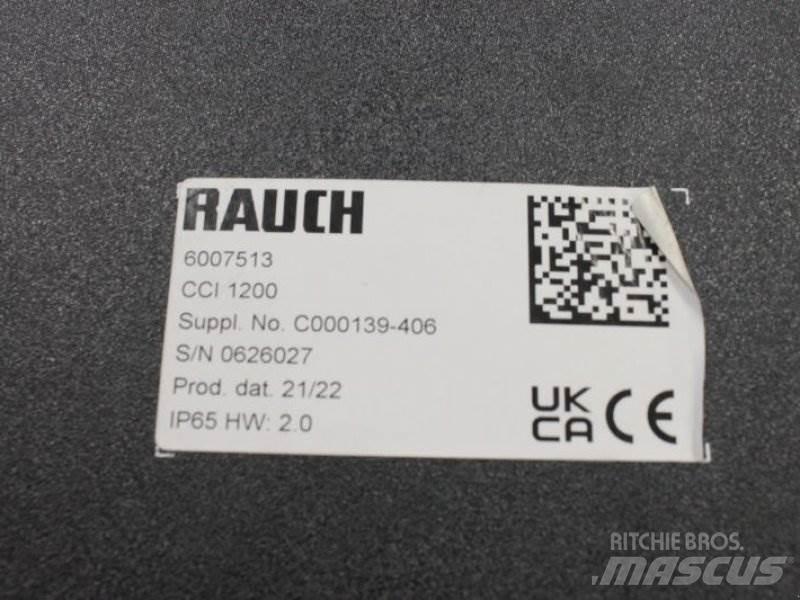 RAUCH
6007513
CCI 1200
Suppl. No. C000139-406
S/N 0626027
Prod. dat. 21/22
IP65 HW: 2.0
UK
CA CE
RITCHIE BROS.
MASCUS